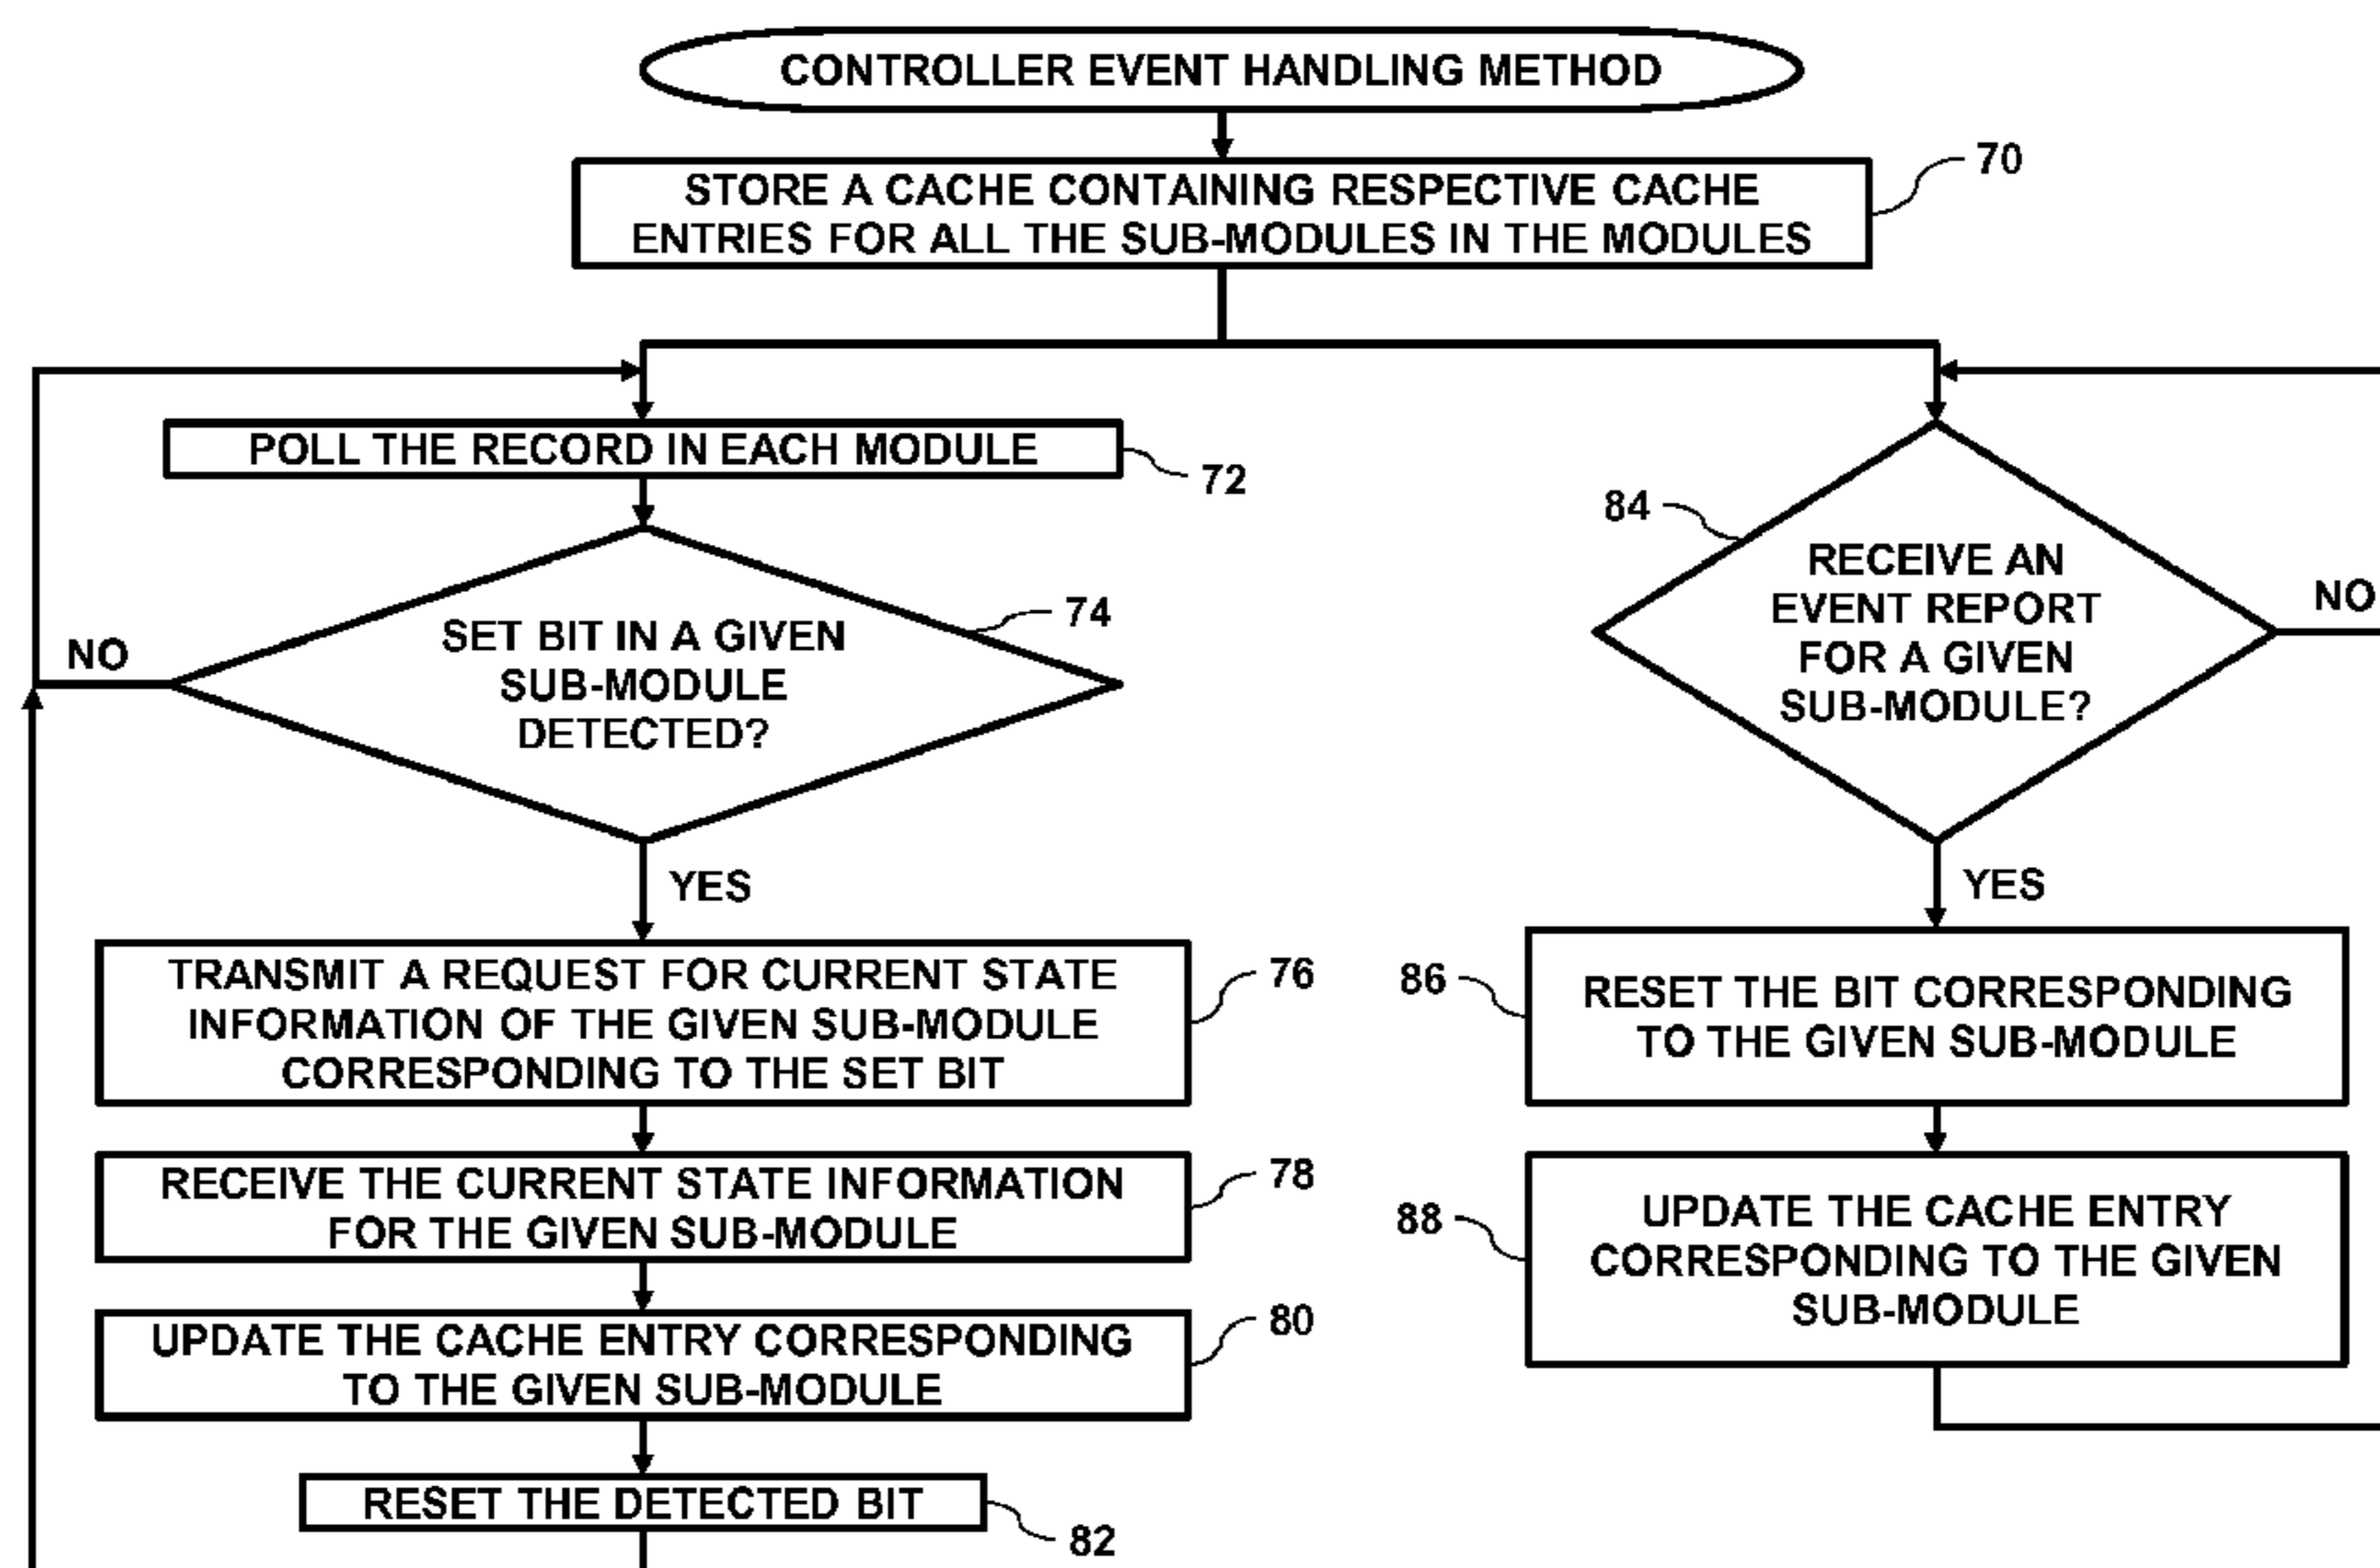 CONTROLLER EVENT HANDLING METHOD
STORE A CACHE CONTAINING RESPECTIVE CACHE
ENTRIES FOR ALL THE SUB-MODULES IN THE MODULES
70
POLL THE RECORD IN EACH MODULE
72
SET BIT IN A GIVEN
SUB-MODULE
DETECTED?
74
NO
YES
TRANSMIT A REQUEST FOR CURRENT STATE
INFORMATION OF THE GIVEN SUB-MODULE
CORRESPONDING TO THE SET BIT
76
RECEIVE THE CURRENT STATE INFORMATION
FOR THE GIVEN SUB-MODULE
78
UPDATE THE CACHE ENTRY CORRESPONDING
TO THE GIVEN SUB-MODULE
80
RESET THE DETECTED BIT
82
84
RECEIVE AN
EVENT REPORT
FOR A GIVEN
SUB-MODULE?
NO
YES
86
RESET THE BIT CORRESPONDING
TO THE GIVEN SUB-MODULE
88
UPDATE THE CACHE ENTRY
CORRESPONDING TO THE GIVEN
SUB-MODULE